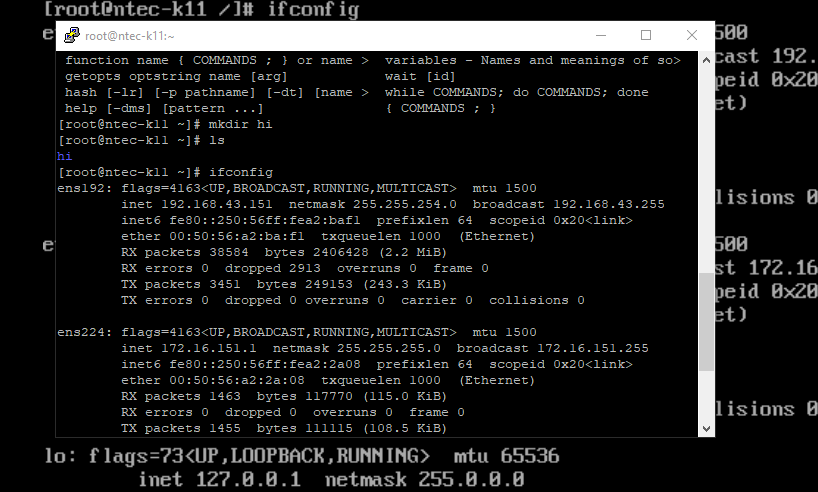 [root@ntec-k11 /]# ifconfig
root@ntec-k11:~
500
function name { COMMANDS ; } or name >  variables - Names and meanings of so>
cast 192.
getopts optstring name [arg]             wait [id]
peid 0x20
hash [-lr] [-p pathname] [-dt] [name >  while COMMANDS; do COMMANDS; done
et)
help [-dms] [pattern ...]                { COMMANDS ; }
[root@ntec-k11 ~]# mkdir hi
[root@ntec-k11 ~]# ls
hi
[root@ntec-k11 ~]# ifconfig
ens192: flags=4163<UP,BROADCAST,RUNNING,MULTICAST>  mtu 1500
inet 192.168.43.151  netmask 255.255.254.0  broadcast 192.168.43.255
llisions 0
inet6 fe80::250:56ff:fea2:baf1  prefixlen 64  scopeid 0x20<link>
ether 00:50:56:a2:ba:f1  txqueuelen 1000  (Ethernet)
500
RX packets 38584  bytes 2406428 (2.2 MiB)
RX errors 0  dropped 2913  overruns 0  frame 0
st 172.16
TX packets 3451  bytes 249153 (243.3 KiB)
peid 0x20
TX errors 0  dropped 0 overruns 0  carrier 0  collisions 0
et)
ens224: flags=4163<UP,BROADCAST,RUNNING,MULTICAST>  mtu 1500
inet 172.16.151.1  netmask 255.255.255.0  broadcast 172.16.151.255
inet6 fe80::250:56ff:fea2:2a08  prefixlen 64  scopeid 0x20<link>
ether 00:50:56:a2:2a:08  txqueuelen 1000  (Ethernet)
RX packets 1463  bytes 117770 (115.0 KiB)
RX errors 0  dropped 0  overruns 0  frame 0
llisions 0
TX packets 1455  bytes 111115 (108.5 KiB)
lo: flags=73<UP,LOOPBACK,RUNNING>  mtu 65536
inet 127.0.0.1  netmask 255.0.0.0